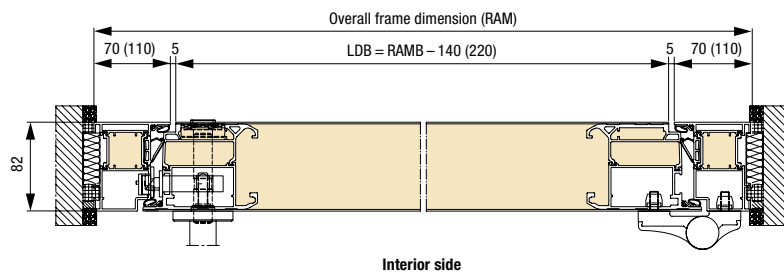 Overall frame dimension (RAM)
70 (110) 5 LDB = RAMB – 140 (220) 5 70 (110)
82
Interior side